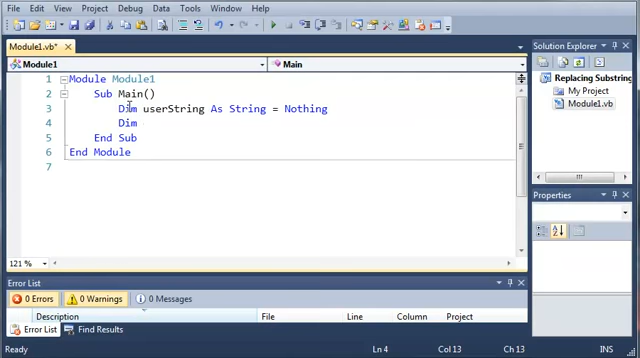 File Edit View Project Build Debug Data Tools Window Help
Module1.vb*
Solution Explorer
Module1
Main
1 Module Module1
2 Sub Main()
3 Dim userString As String = Nothing
4 Dim
5 End Sub
6 End Module
7
Replacing Substring
My Project
Module1.vb
Properties
121 %
Error List
0 Errors
0 Warnings
0 Messages
Description File Line Column Project
Error List Find Results
Ready Ln 4 Col 13 Ch 13 INS